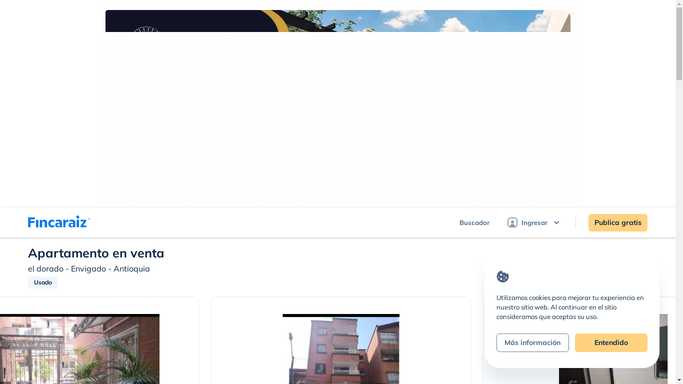 Fincaraiz
Buscador
Ingresar
Publica gratis
Apartamento en venta
el dorado - Envigado - Antioquia
Usado
Utilizamos cookies para mejorar tu experiencia en
nuestro sitio web. Al continuar en el sitio
consideramos que aceptas su uso.
Más información
Entendido